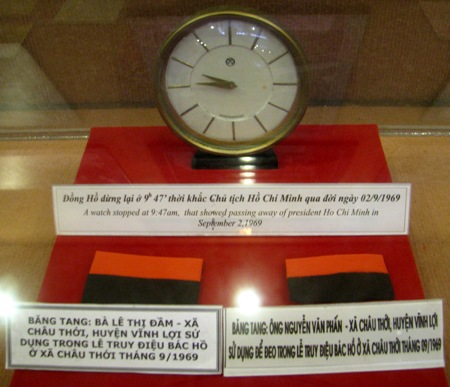 Đồng Hồ dừng lại ở 9h 47' thời khắc Chủ tịch Hồ Chí Minh qua đời ngày 02/9/1969
A watch stopped at 9:47am, that showed passing away of president Ho Chi Minh in
September 2,1969
BĂNG TANG: BÀ LÊ THỊ ĐẦM - XÃ
CHÂU THỚI, HUYỆN VĨNH LỢI SỬ
DỤNG TRONG LỄ TRUY ĐIỆU BÁC HỒ
Ở XÃ CHÂU THỚI THÁNG 9/1969
BĂNG TANG: ÔNG NGUYỄN VĂN PHẤN - XÃ CHÂU THỚI, HUYỆN VĨNH LỢI
SỬ DỤNG ĐỂ ĐEO TRONG LỄ TRUY ĐIỆU BÁC HỒ Ở XÃ CHÂU THỚI THÁNG 09/1969